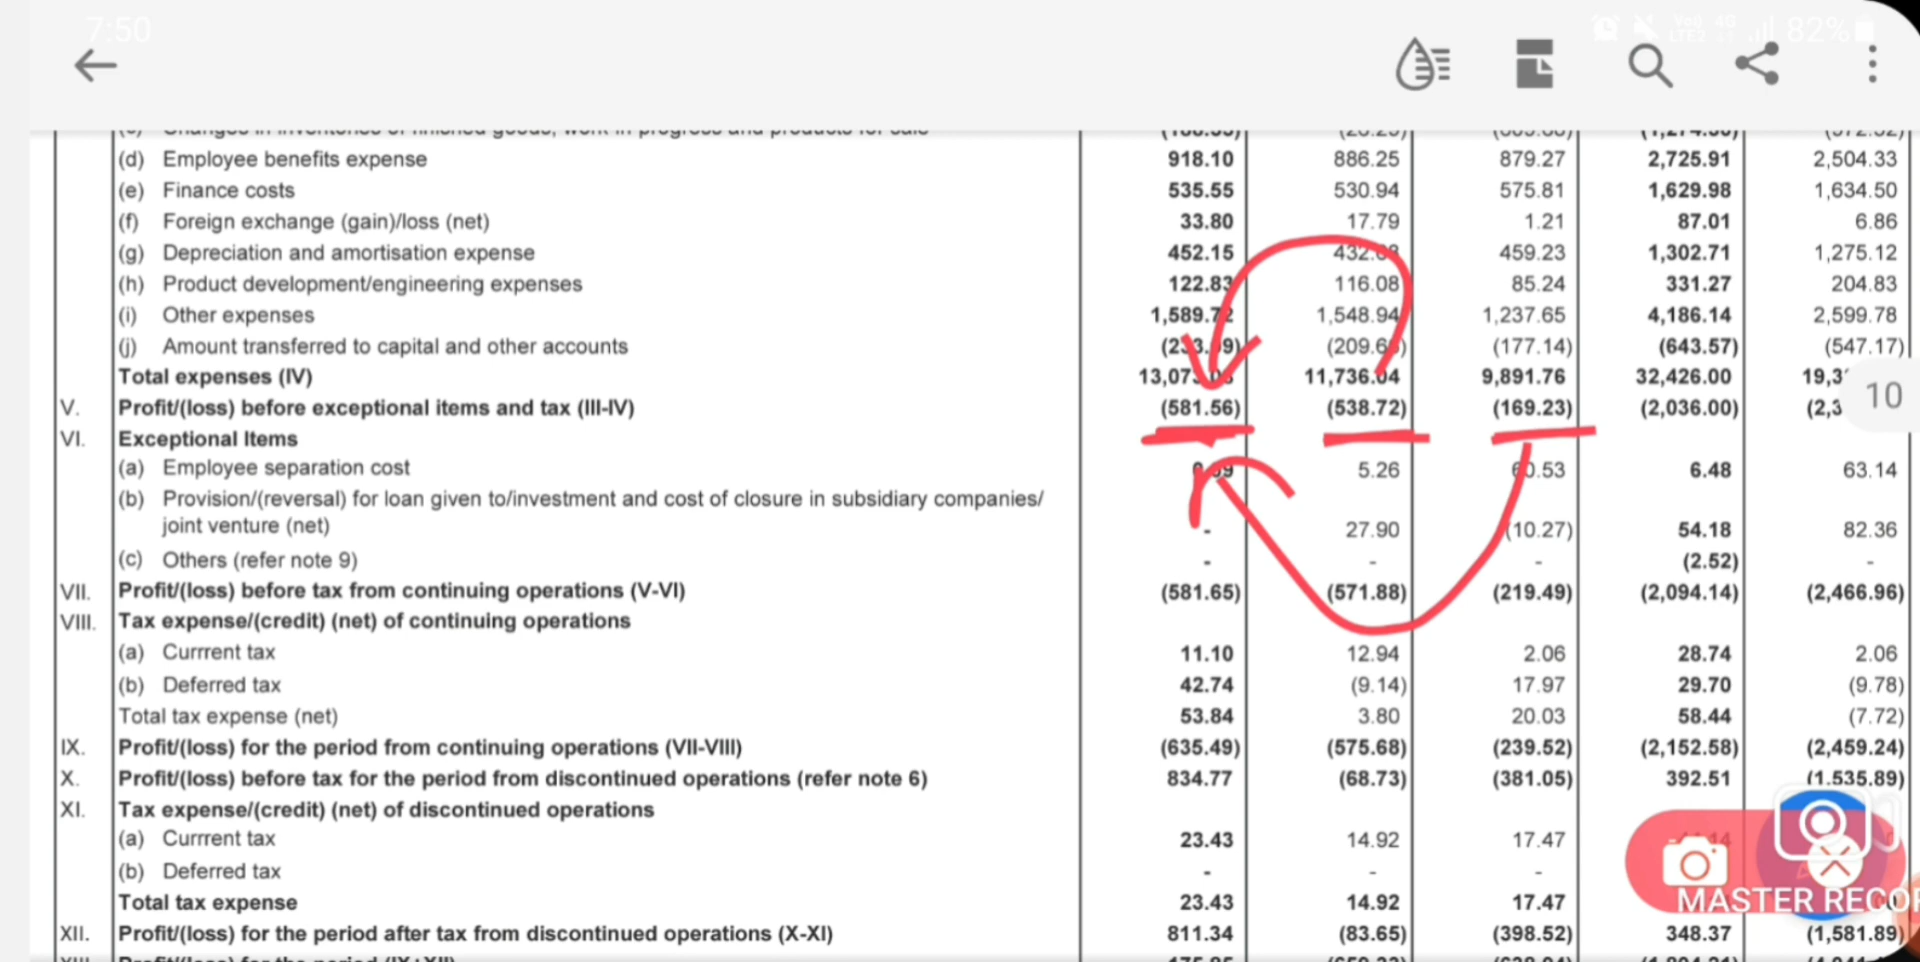 7:50 82%
(d) Employee benefits expense 918.10 886.25 879.27 2,725.91 2,504.33
(e) Finance costs 535.55 530.94 575.81 1,629.98 1,634.50
(f) Foreign exchange (gain)/loss (net) 33.80 17.79 1.21 87.01 6.86
(g) Depreciation and amortisation expense 452.15 459.23 1,302.71 1,275.12
(h) Product development/engineering expenses 122.83 116.08 85.24 331.27 204.83
(i) Other expenses 1,548.94 1,237.65 4,186.14 2,599.78
(j) Amount transferred to capital and other accounts (177.14) (643.57) (547.17)
Total expenses (IV) 11,736.04 9,891.76 32,426.00
10
V. Profit/(loss) before exceptional items and tax (III-IV) (581.56) (538.72) (169.23) (2,036.00)
VI. Exceptional Items
(a) Employee separation cost 5.26 6.48 63.14
(b) Provision/(reversal) for loan given to/investment and cost of closure in subsidiary companies/
joint venture (net) - 27.90 (10.27) 54.18 82.36
(c) Others (refer note 9) - - - (2.52) -
VII. Profit/(loss) before tax from continuing operations (V-VI) (581.65) (571.88) (219.49) (2,094.14) (2,466.96)
VIII. Tax expense/(credit) (net) of continuing operations
(a) Currrent tax 11.10 12.94 2.06 28.74 2.06
(b) Deferred tax 42.74 (9.14) 17.97 29.70 (9.78)
Total tax expense (net) 53.84 3.80 20.03 58.44 (7.72)
IX. Profit/(loss) for the period from continuing operations (VII-VIII) (635.49) (575.68) (239.52) (2,152.58) (2,459.24)
X. Profit/(loss) before tax for the period from discontinued operations (refer note 6) 834.77 (68.73) (381.05) 392.51 (1,535.89)
XI. Tax expense/(credit) (net) of discontinued operations
(a) Currrent tax 23.43 14.92 17.47
(b) Deferred tax - - -
Total tax expense 23.43 14.92 17.47
MASTER RECOR
XII. Profit/(loss) for the period after tax from discontinued operations (X-XI) 811.34 (83.65) (398.52) 348.37 (1,581.89)